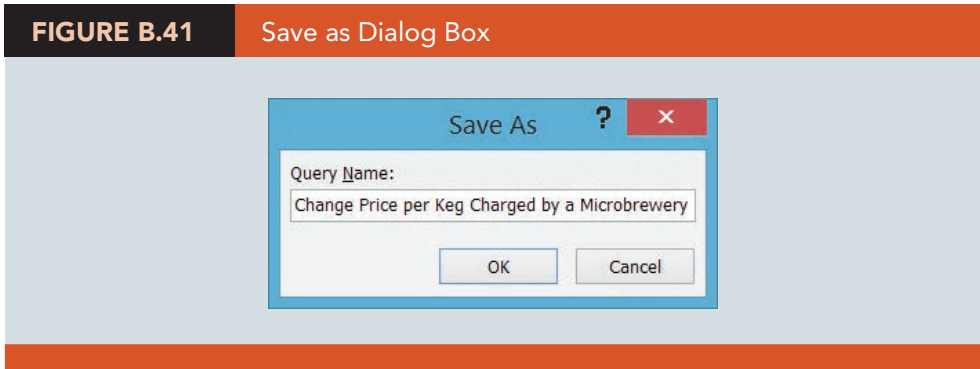 FIGURE B.41 Save as Dialog Box
Save As ? ×
Query Name:
Change Price per Keg Charged by a Microbrewery
OK Cancel